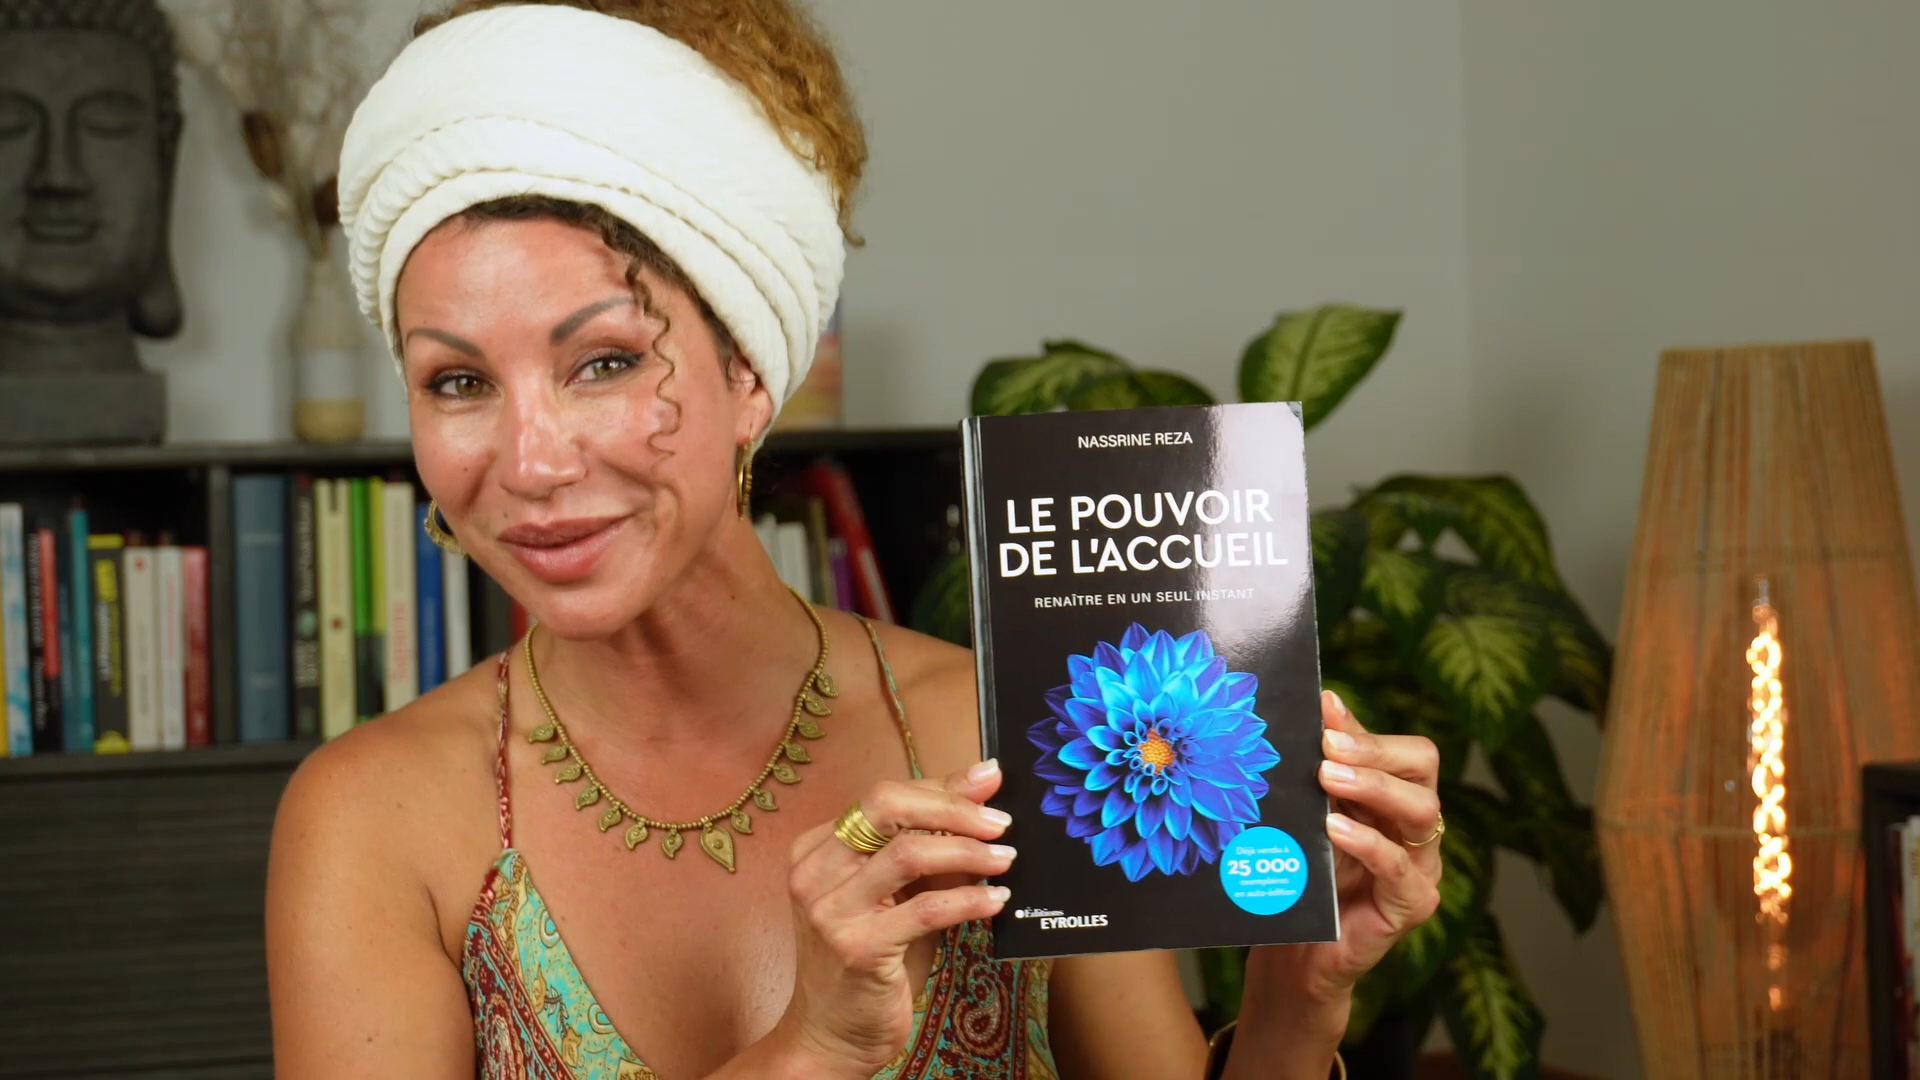 NASSRINE REZA
LE POUVOIR
DE L'ACCUEIL
RENAÎTRE EN UN SEUL INSTANT
Déjà vendu à
25 000
exemplaires
en auto-édition
Éditions
EYROLLES